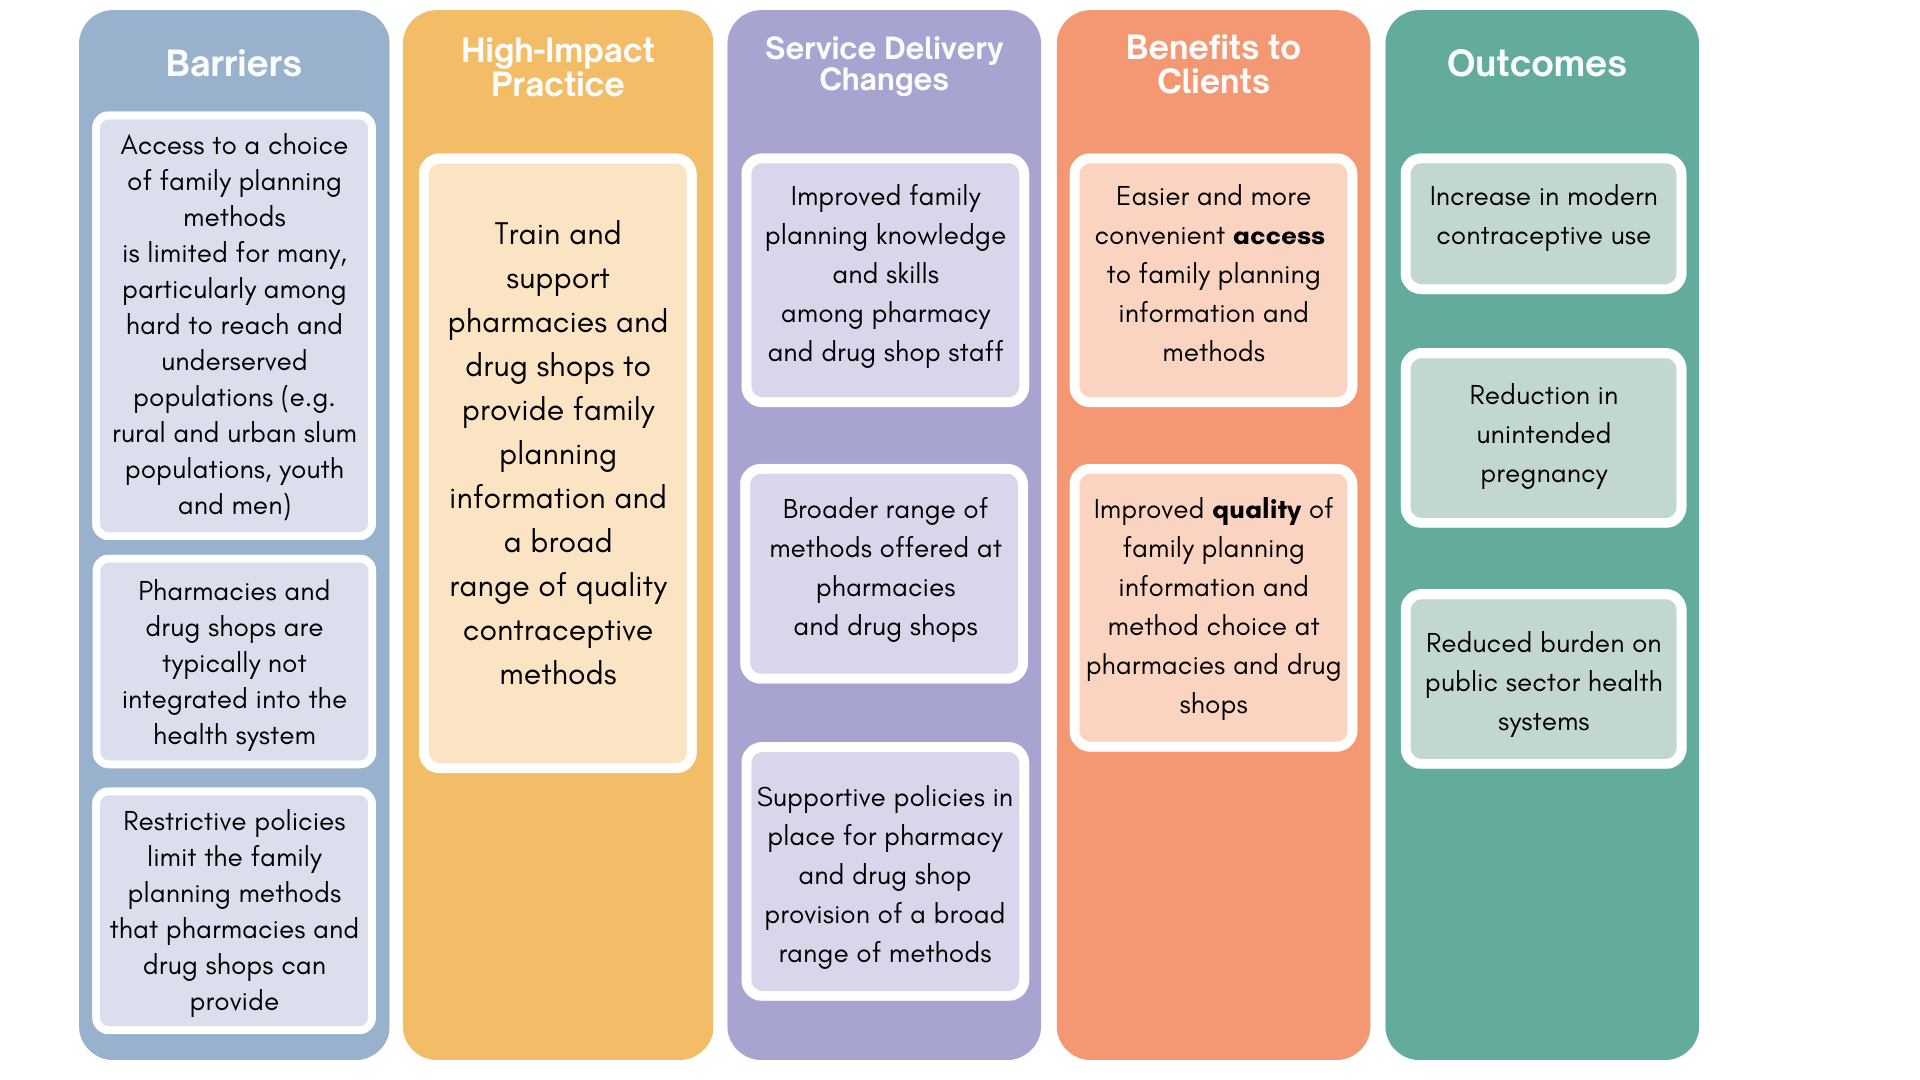 Barriers
Access to a choice
of family planning
methods
is limited for many,
particularly among
hard to reach and
underserved
populations (e.g.
rural and urban slum
populations, youth
and men)
Pharmacies and
drug shops are
typically not
integrated into the
health system
Restrictive policies
limit the family
planning methods
that pharmacies and
drug shops can
provide
High-Impact
Practice
Train and
support
pharmacies and
drug shops to
provide family
planning
information and
a broad
range of quality
contraceptive
methods
Service Delivery
Changes
Improved family
planning knowledge
and skills
among pharmacy
and drug shop staff
Broader range of
methods offered at
pharmacies
and drug shops
Supportive policies in
place for pharmacy
and drug shop
provision of a broad
range of methods
Benefits to
Clients
Easier and more
convenient access
to family planning
information and
methods
Improved quality of
family planning
information and
method choice at
pharmacies and drug
shops
Outcomes
Increase in modern
contraceptive use
Reduction in
unintended
pregnancy
Reduced burden on
public sector health
systems